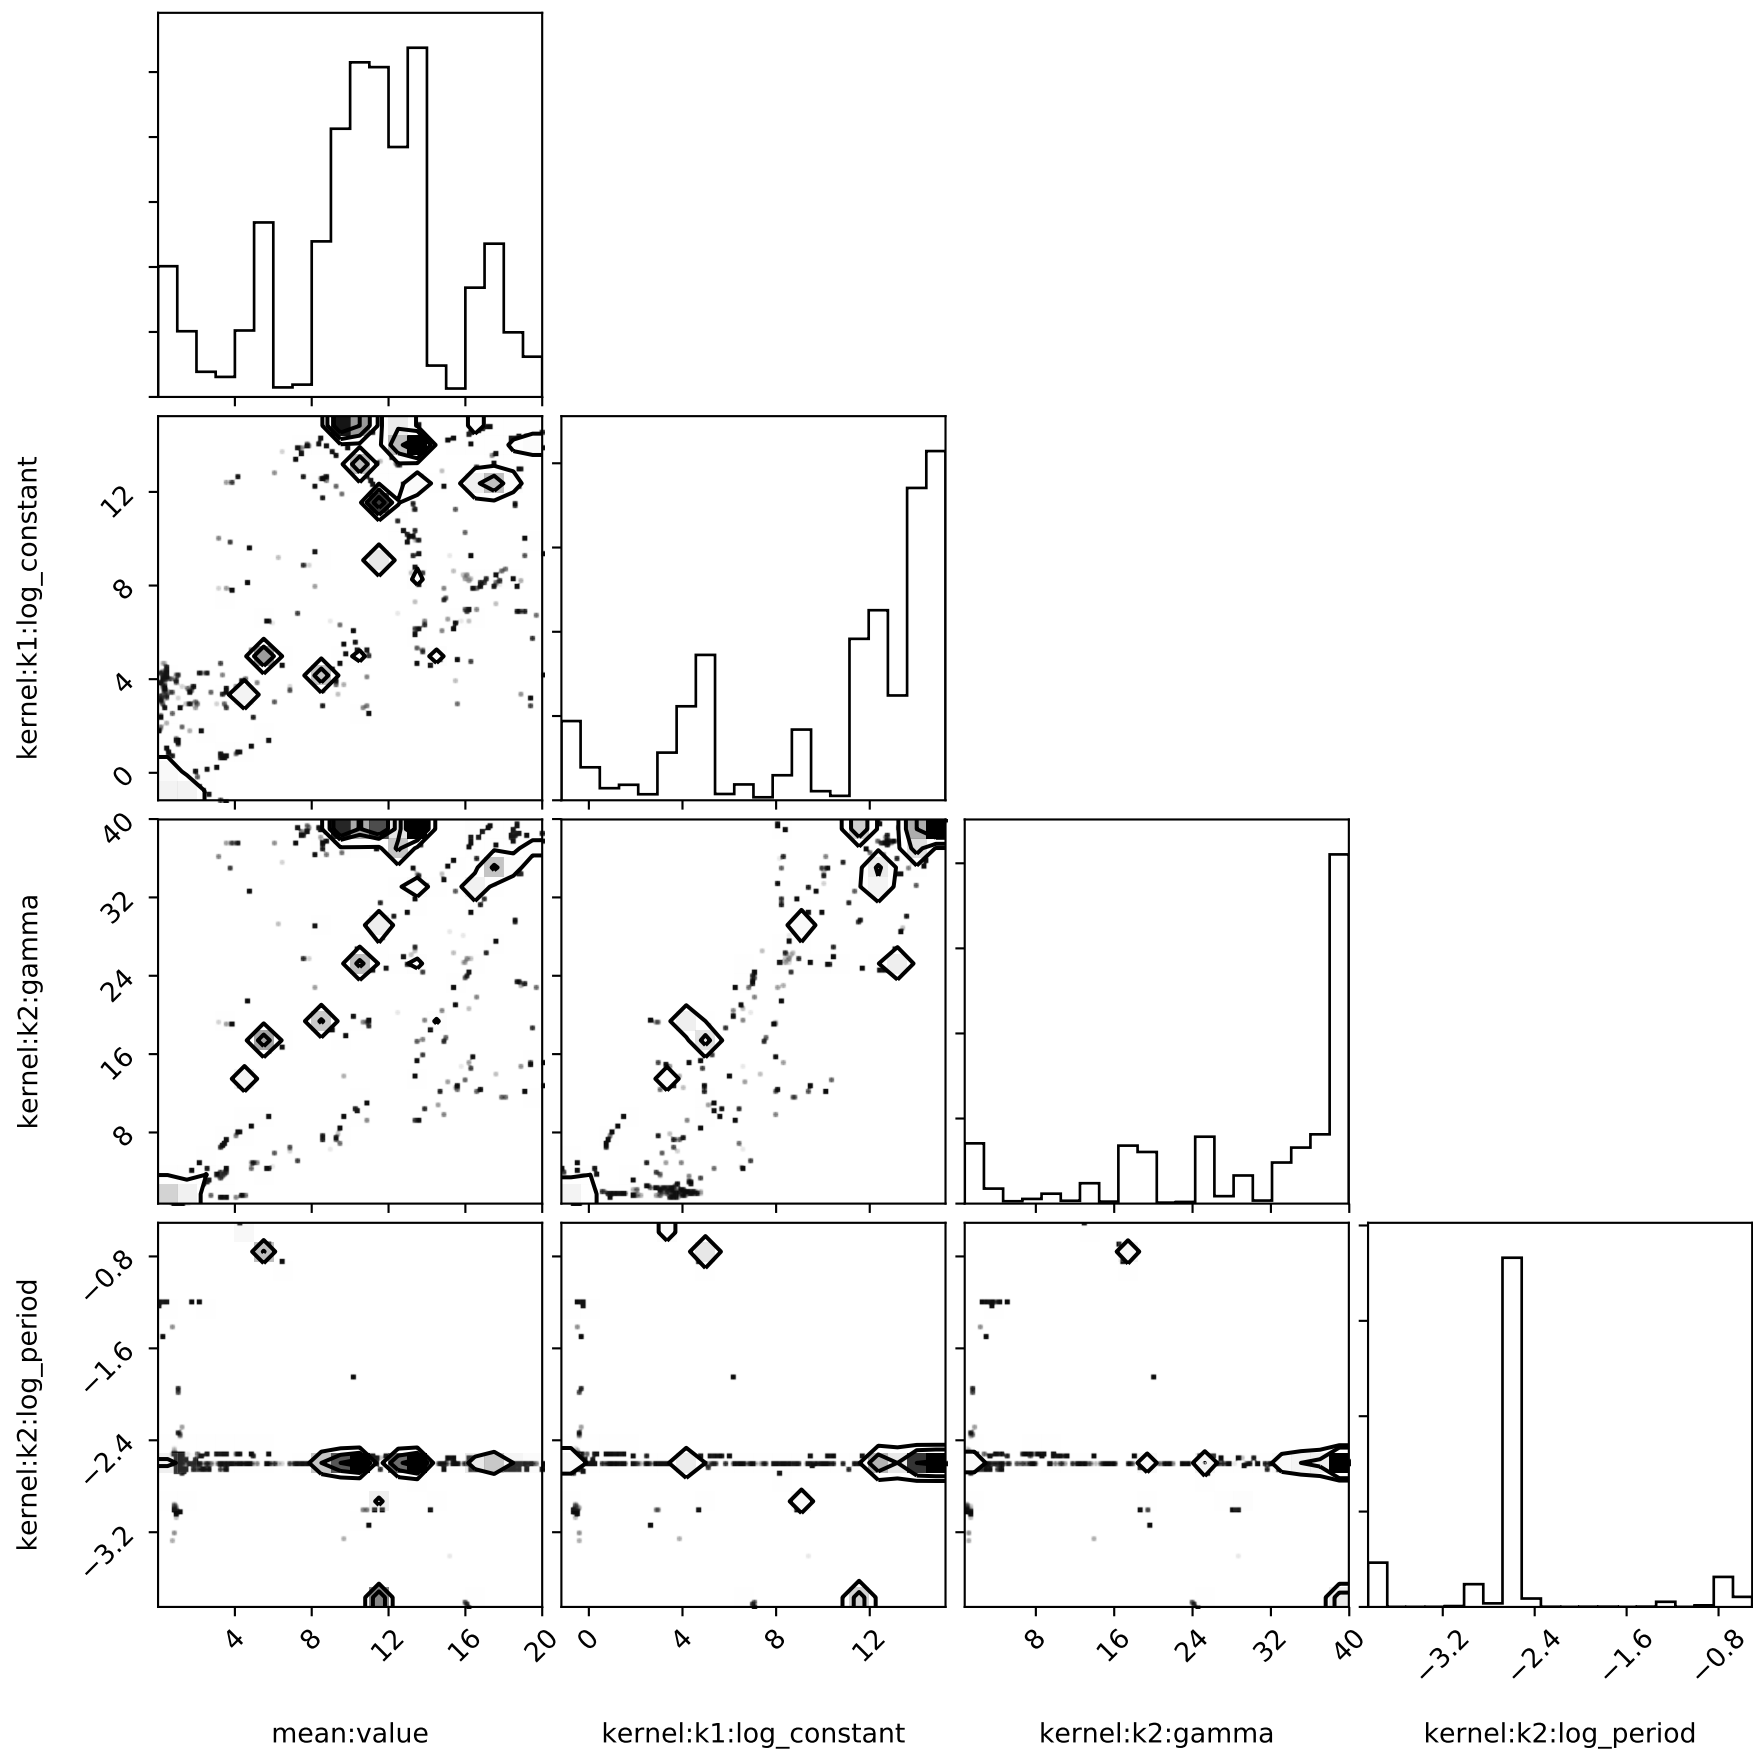 kernel:k1:log_constant
12
8
4
0
kernel:k2:gamma
40
32
24
16
8
kernel:k2:log_period
−0.8
−1.6
−2.4
−3.2
4 8 12 16 20 0 4 8 12 8 16 24 32 40 −3.2 −2.4 −1.6 −0.8
mean:value kernel:k1:log_constant kernel:k2:gamma kernel:k2:log_period